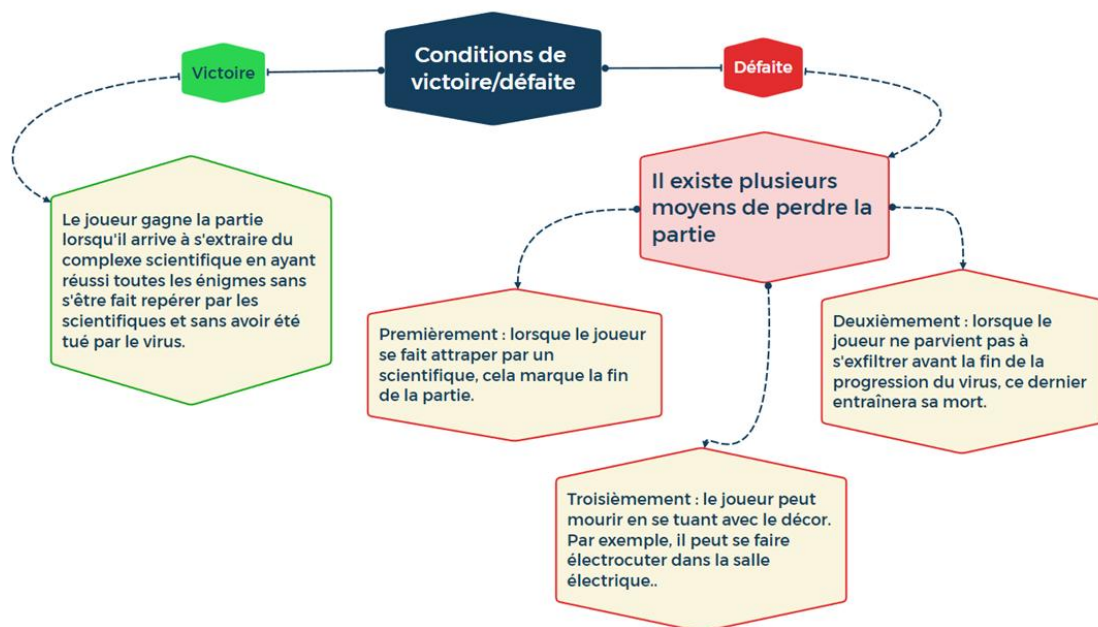 Conditions de
victoire/défaite
Victoire
Défaite
Le joueur gagne la partie
lorsqu'il arrive à s'extraire du
complexe scientifique en ayant
réussi toutes les énigmes sans
s'être fait repérer par les
scientifiques et sans avoir été
tué par le virus.
Il existe plusieurs
moyens de perdre la
partie
Premièrement : lorsque le joueur
se fait attraper par un
scientifique, cela marque la fin
de la partie.
Deuxièmement : lorsque le
joueur ne parvient pas à
s'exfiltrer avant la fin de la
progression du virus, ce dernier
entraînera sa mort.
Troisièmement : le joueur peut
mourir en se tuant avec le décor.
Par exemple, il peut se faire
électrocuter dans la salle
électrique..